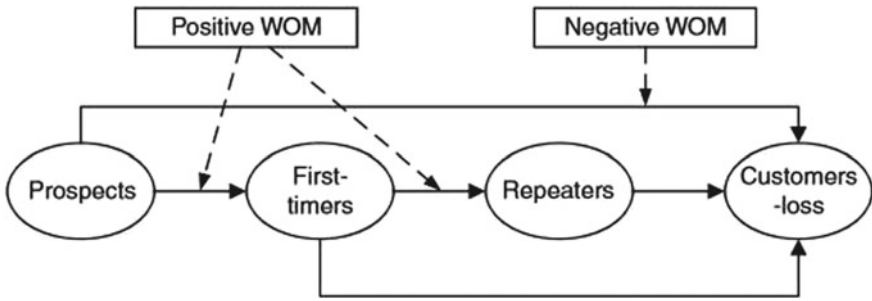 Positive WOM
Negative WOM
Prospects
First-
timers
Repeaters
Customers
-loss